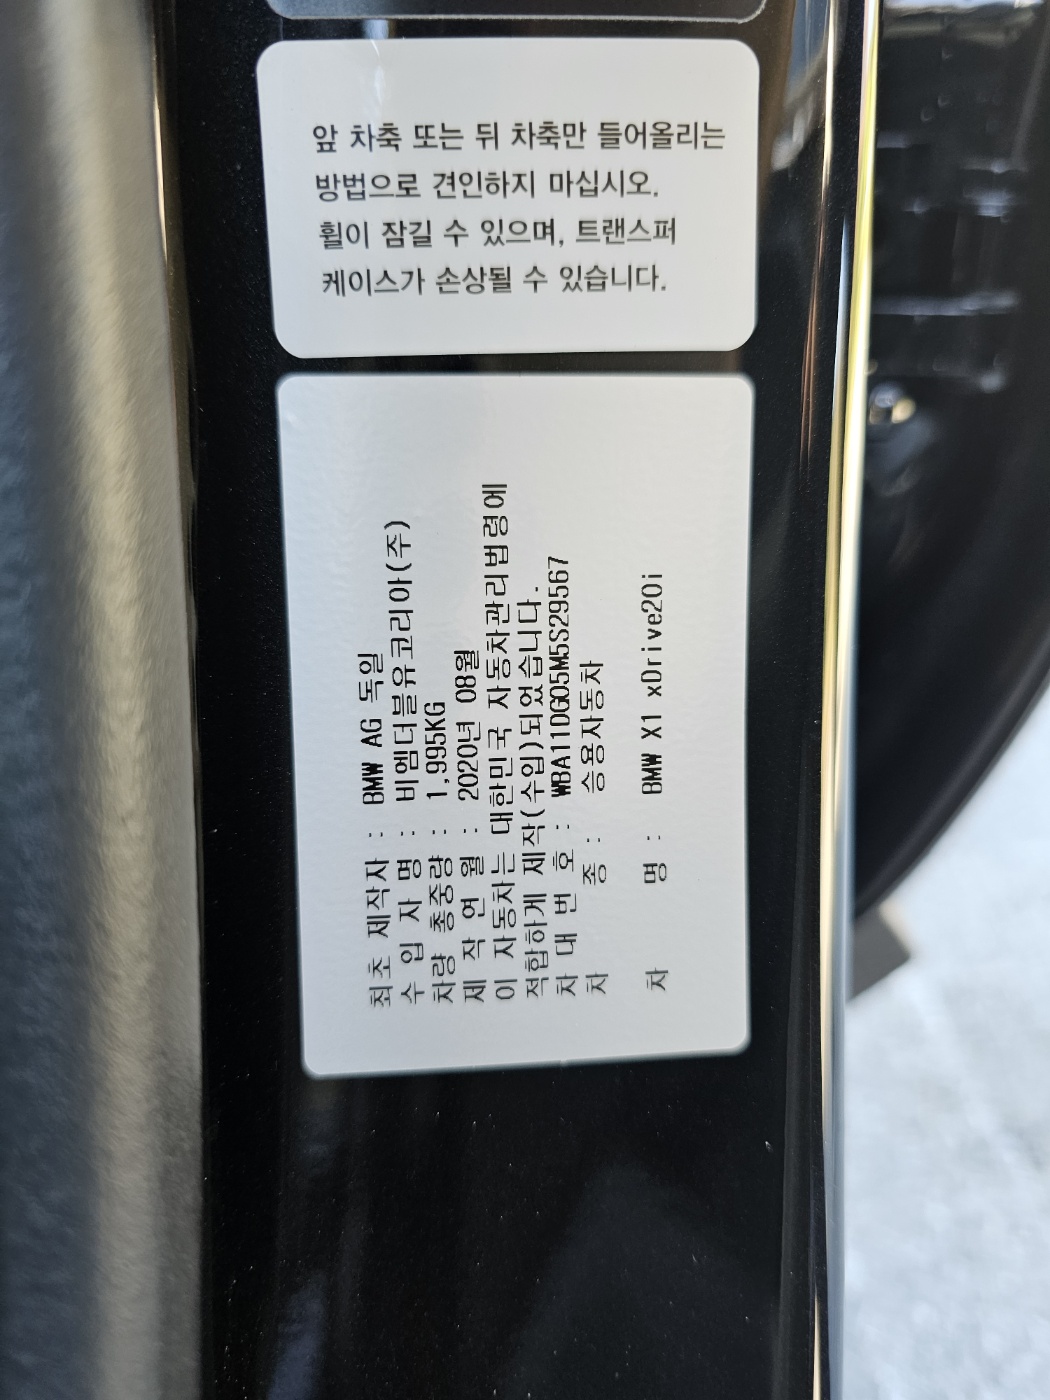 앞 차축 또는 뒤 차축만 들어올리는
방법으로 견인하지 마십시오.
휠이 잠길 수 있으며, 트랜스퍼
케이스가 손상될 수 있습니다.
최초 제작자 : BMW AG 독일
수 입 자 명 : 비엠더블유코리아(주)
차량 총중량 : 1,995KG
제 작 연 월 : 2020년 08월
이 자동차는 대한민국 자동차관리법령에
적합하게 제작(수입)되었습니다.
차 대 번 호 : WBA11DG05M5S29567
차 종 : 승용자동차
차 명 : BMW X1 xDrive20i